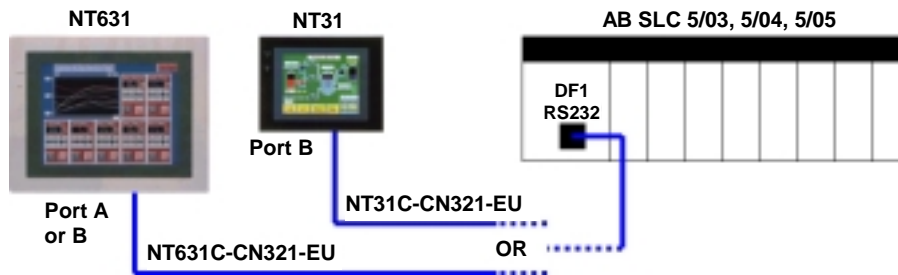 NT631
NT31
AB SLC 5/03, 5/04, 5/05
DF1
RS232
Port B
Port A
or B
NT31C-CN321-EU
NT631C-CN321-EU
OR